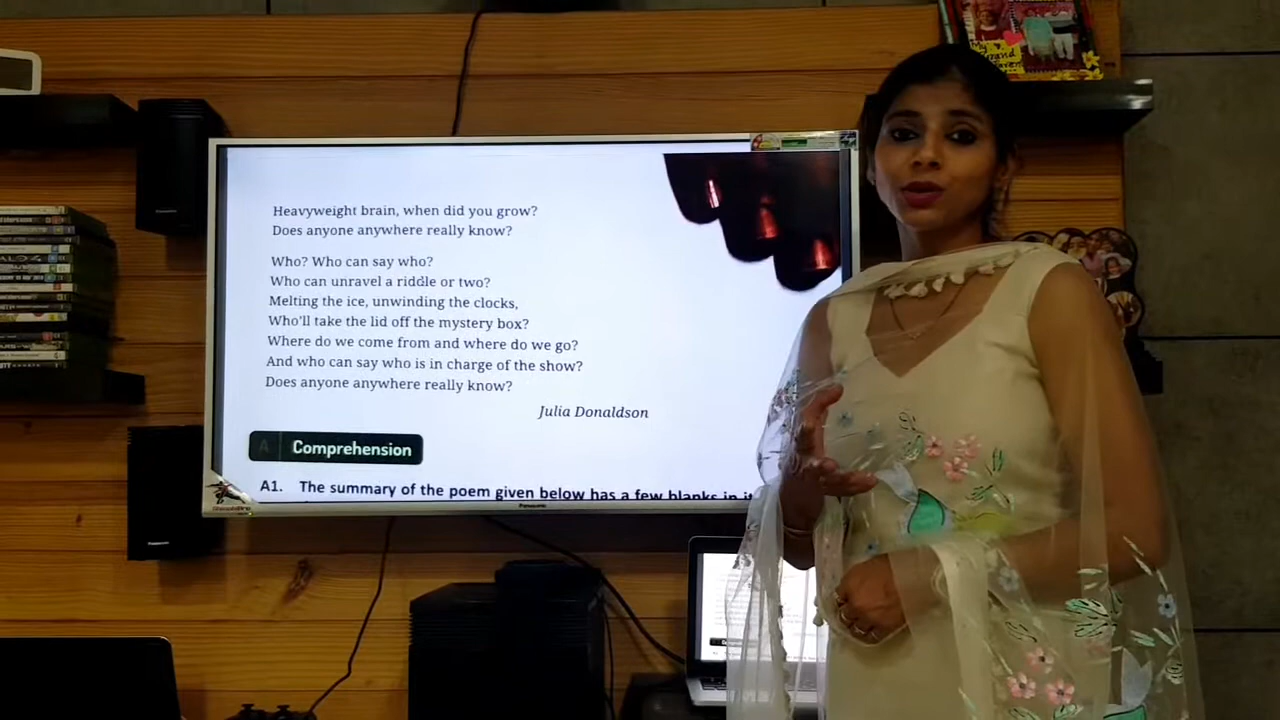 Heavyweight brain, when did you grow?
Does anyone anywhere really know?
Who? Who can say who?
Who can unravel a riddle or two?
Melting the ice, unwinding the clocks,
Who'll take the lid off the mystery box?
Where do we come from and where do we go?
And who can say who is in charge of the show?
Does anyone anywhere really know?
Julia Donaldson
A Comprehension
A1. The summary of the poem given below has a few blanks in it
Panasonic